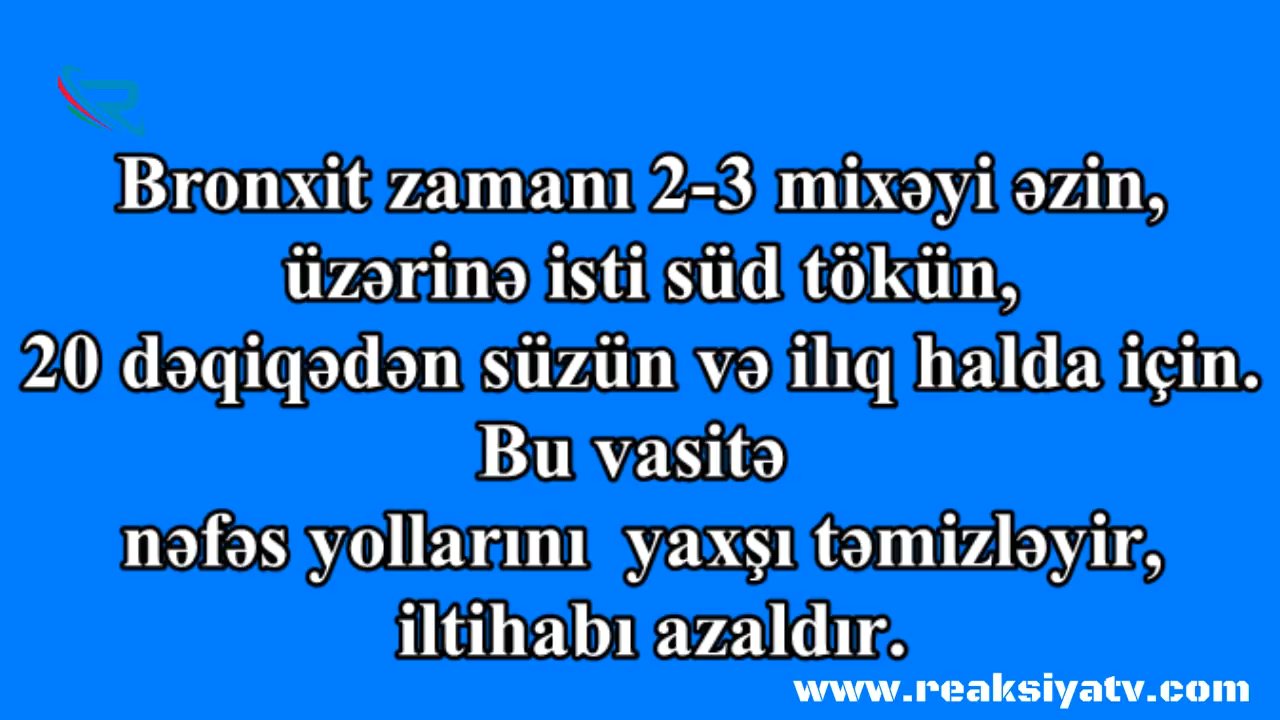 Bronxit zamanı 2-3 mixəyi əzin,
üzərinə isti süd tökün,
20 dəqiqədən süzün və ilıq halda için.
Bu vasitə
nəfəs yollarını yaxşı təmizləyir,
iltihabı azaldır.
www.reaksiyatv.com